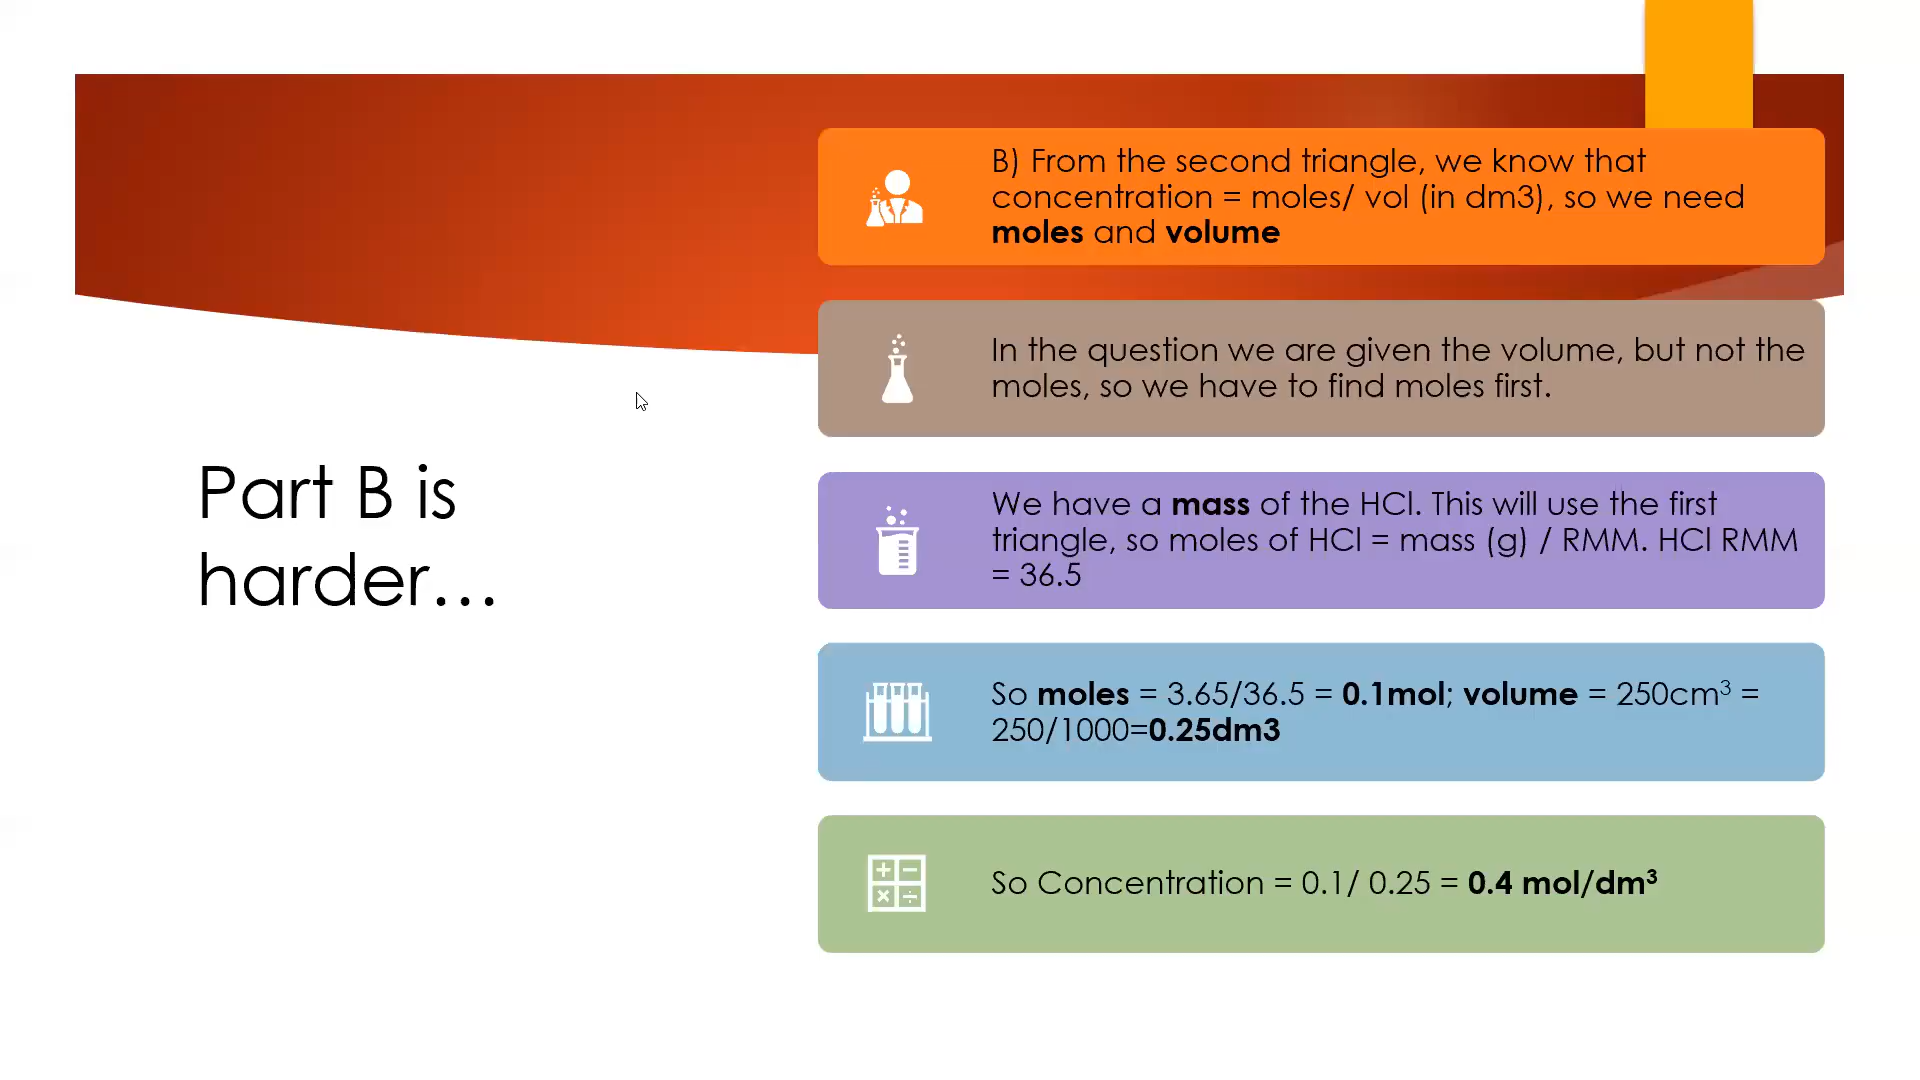 Part B is
harder...
B) From the second triangle, we know that
concentration = moles/ vol (in dm3), so we need
moles and volume
In the question we are given the volume, but not the
moles, so we have to find moles first.
We have a mass of the HCl. This will use the first
triangle, so moles of HCl = mass (g) / RMM. HCl RMM
= 36.5
So moles = 3.65/36.5 = 0.1mol; volume = 250cm³ =
250/1000=0.25dm3
So Concentration = 0.1/ 0.25 = 0.4 mol/dm³